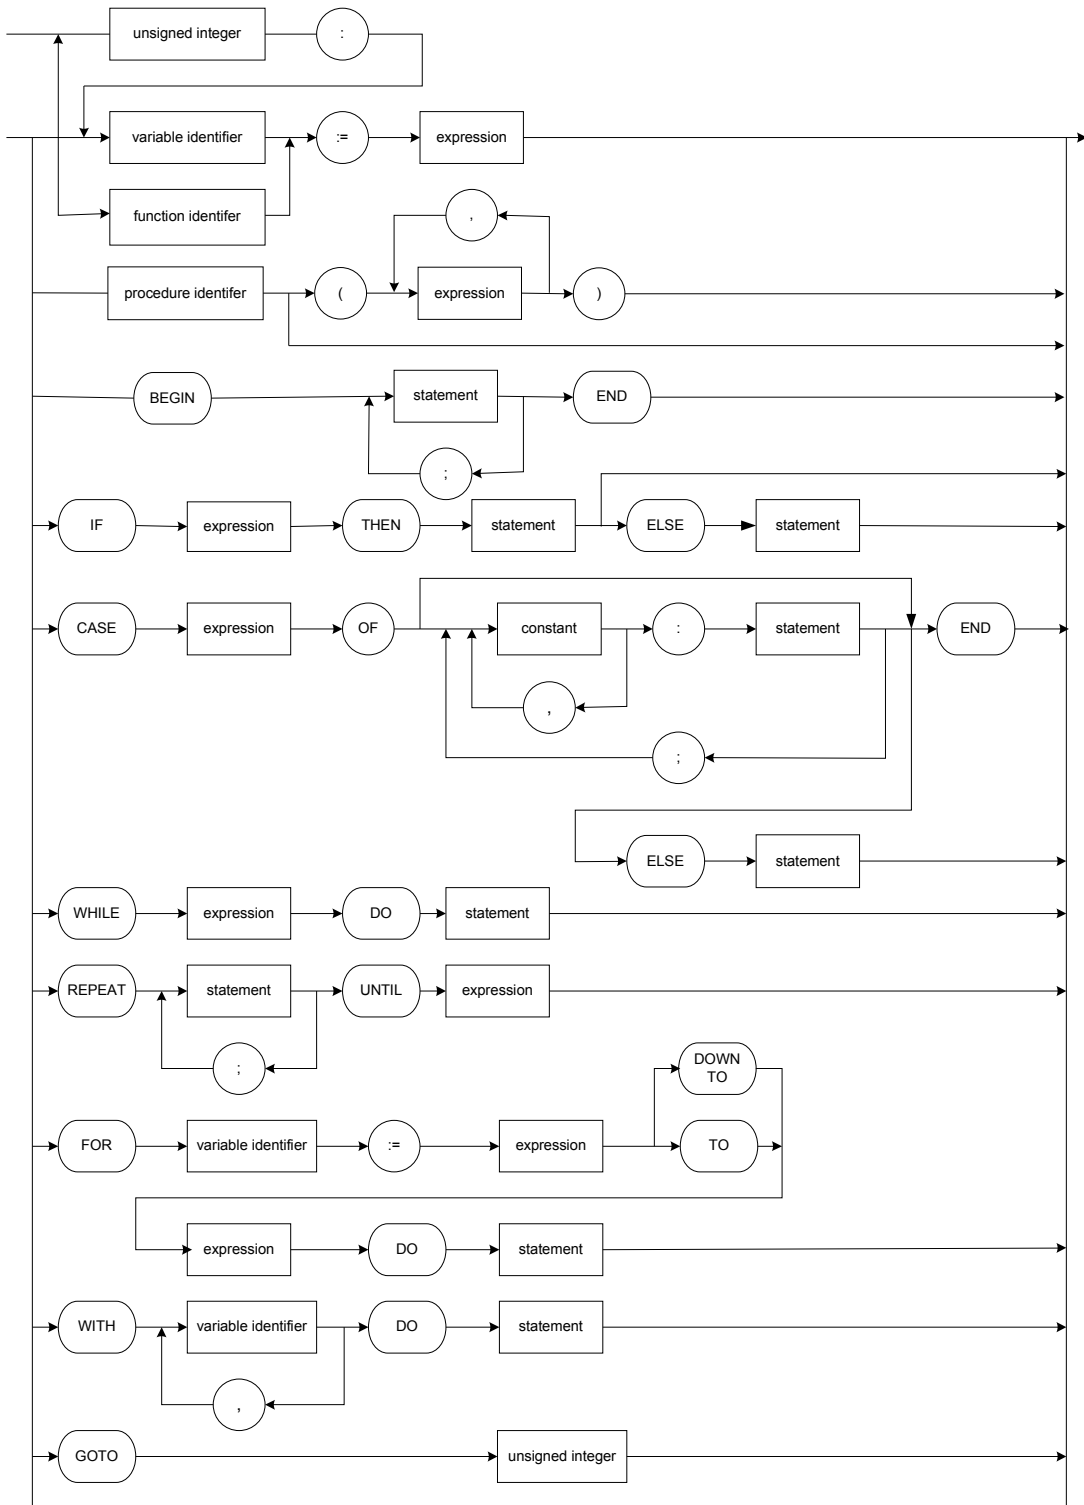 unsigned integer :
variable identifier := expression
function identifer
,
procedure identifer ( expression )
BEGIN statement END
;
IF expression THEN statement ELSE statement
CASE expression OF constant : statement END
,
;
ELSE statement
WHILE expression DO statement
REPEAT statement UNTIL expression
;
DOWN
TO
FOR variable identifier := expression TO
expression DO statement
WITH variable identifier DO statement
,
GOTO unsigned integer